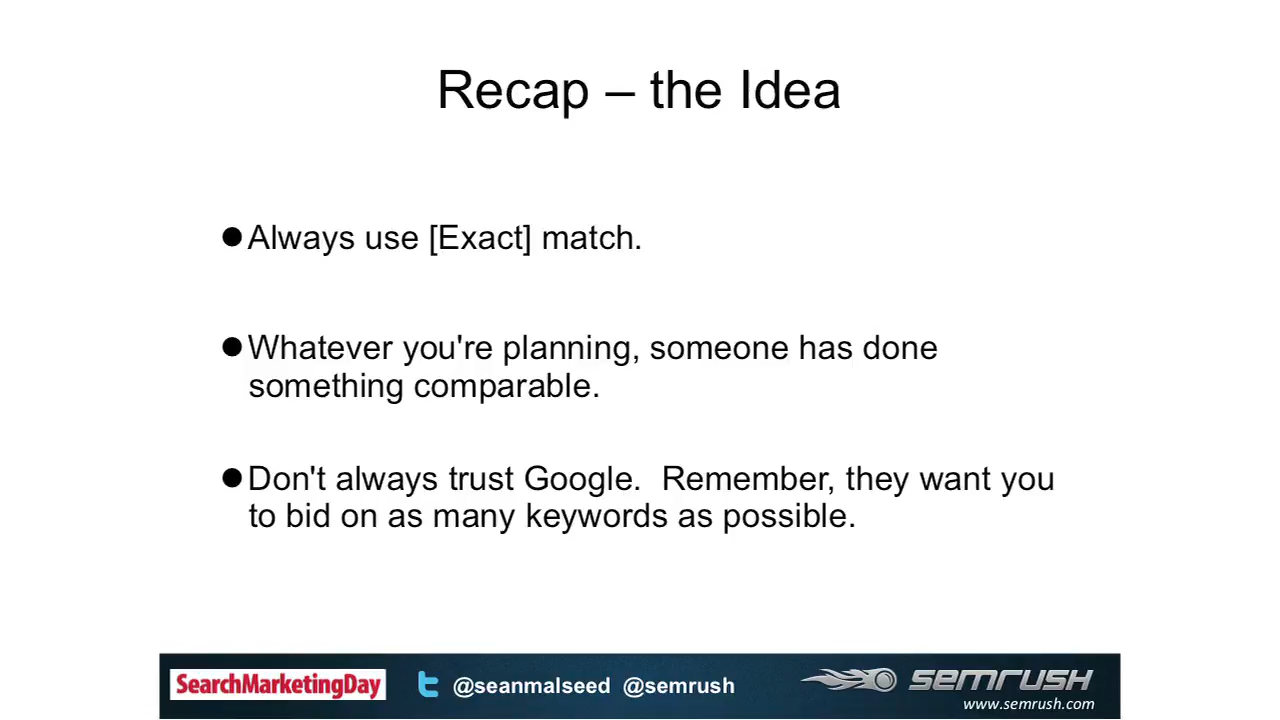 Recap – the Idea
●Always use [Exact] match.
●Whatever you're planning, someone has done
something comparable.
●Don't always trust Google.  Remember, they want you
to bid on as many keywords as possible.
SearchMarketingDay @seanmalseed @semrush semrush
www.semrush.com